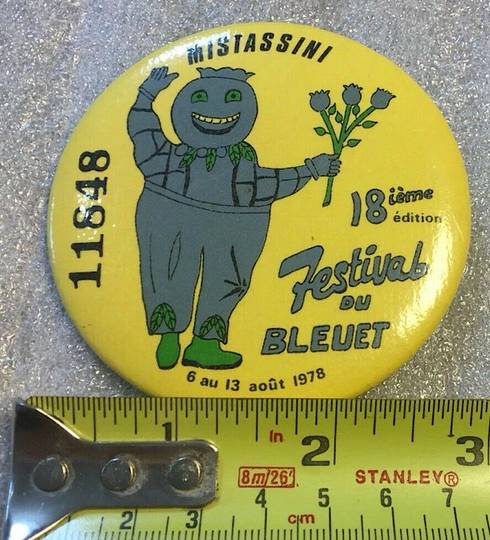 MISTASSINI
11848
18ième
édition
Festival
DU
BLEUET
6 au 13 août 1978
1 In 2 3
8m/26' STANLEY®
2 3 4 cm 5 6 7